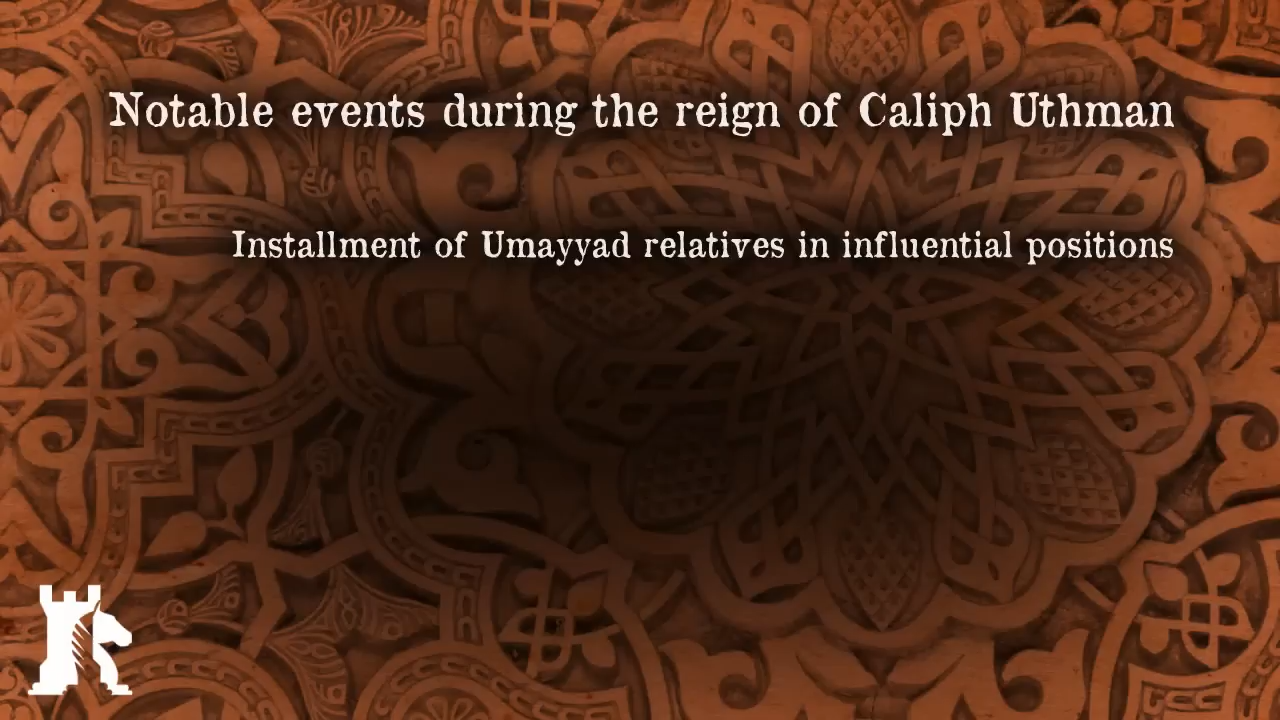 Notable events during the reign of Caliph Uthman
Installment of Umayyad relatives in influential positions